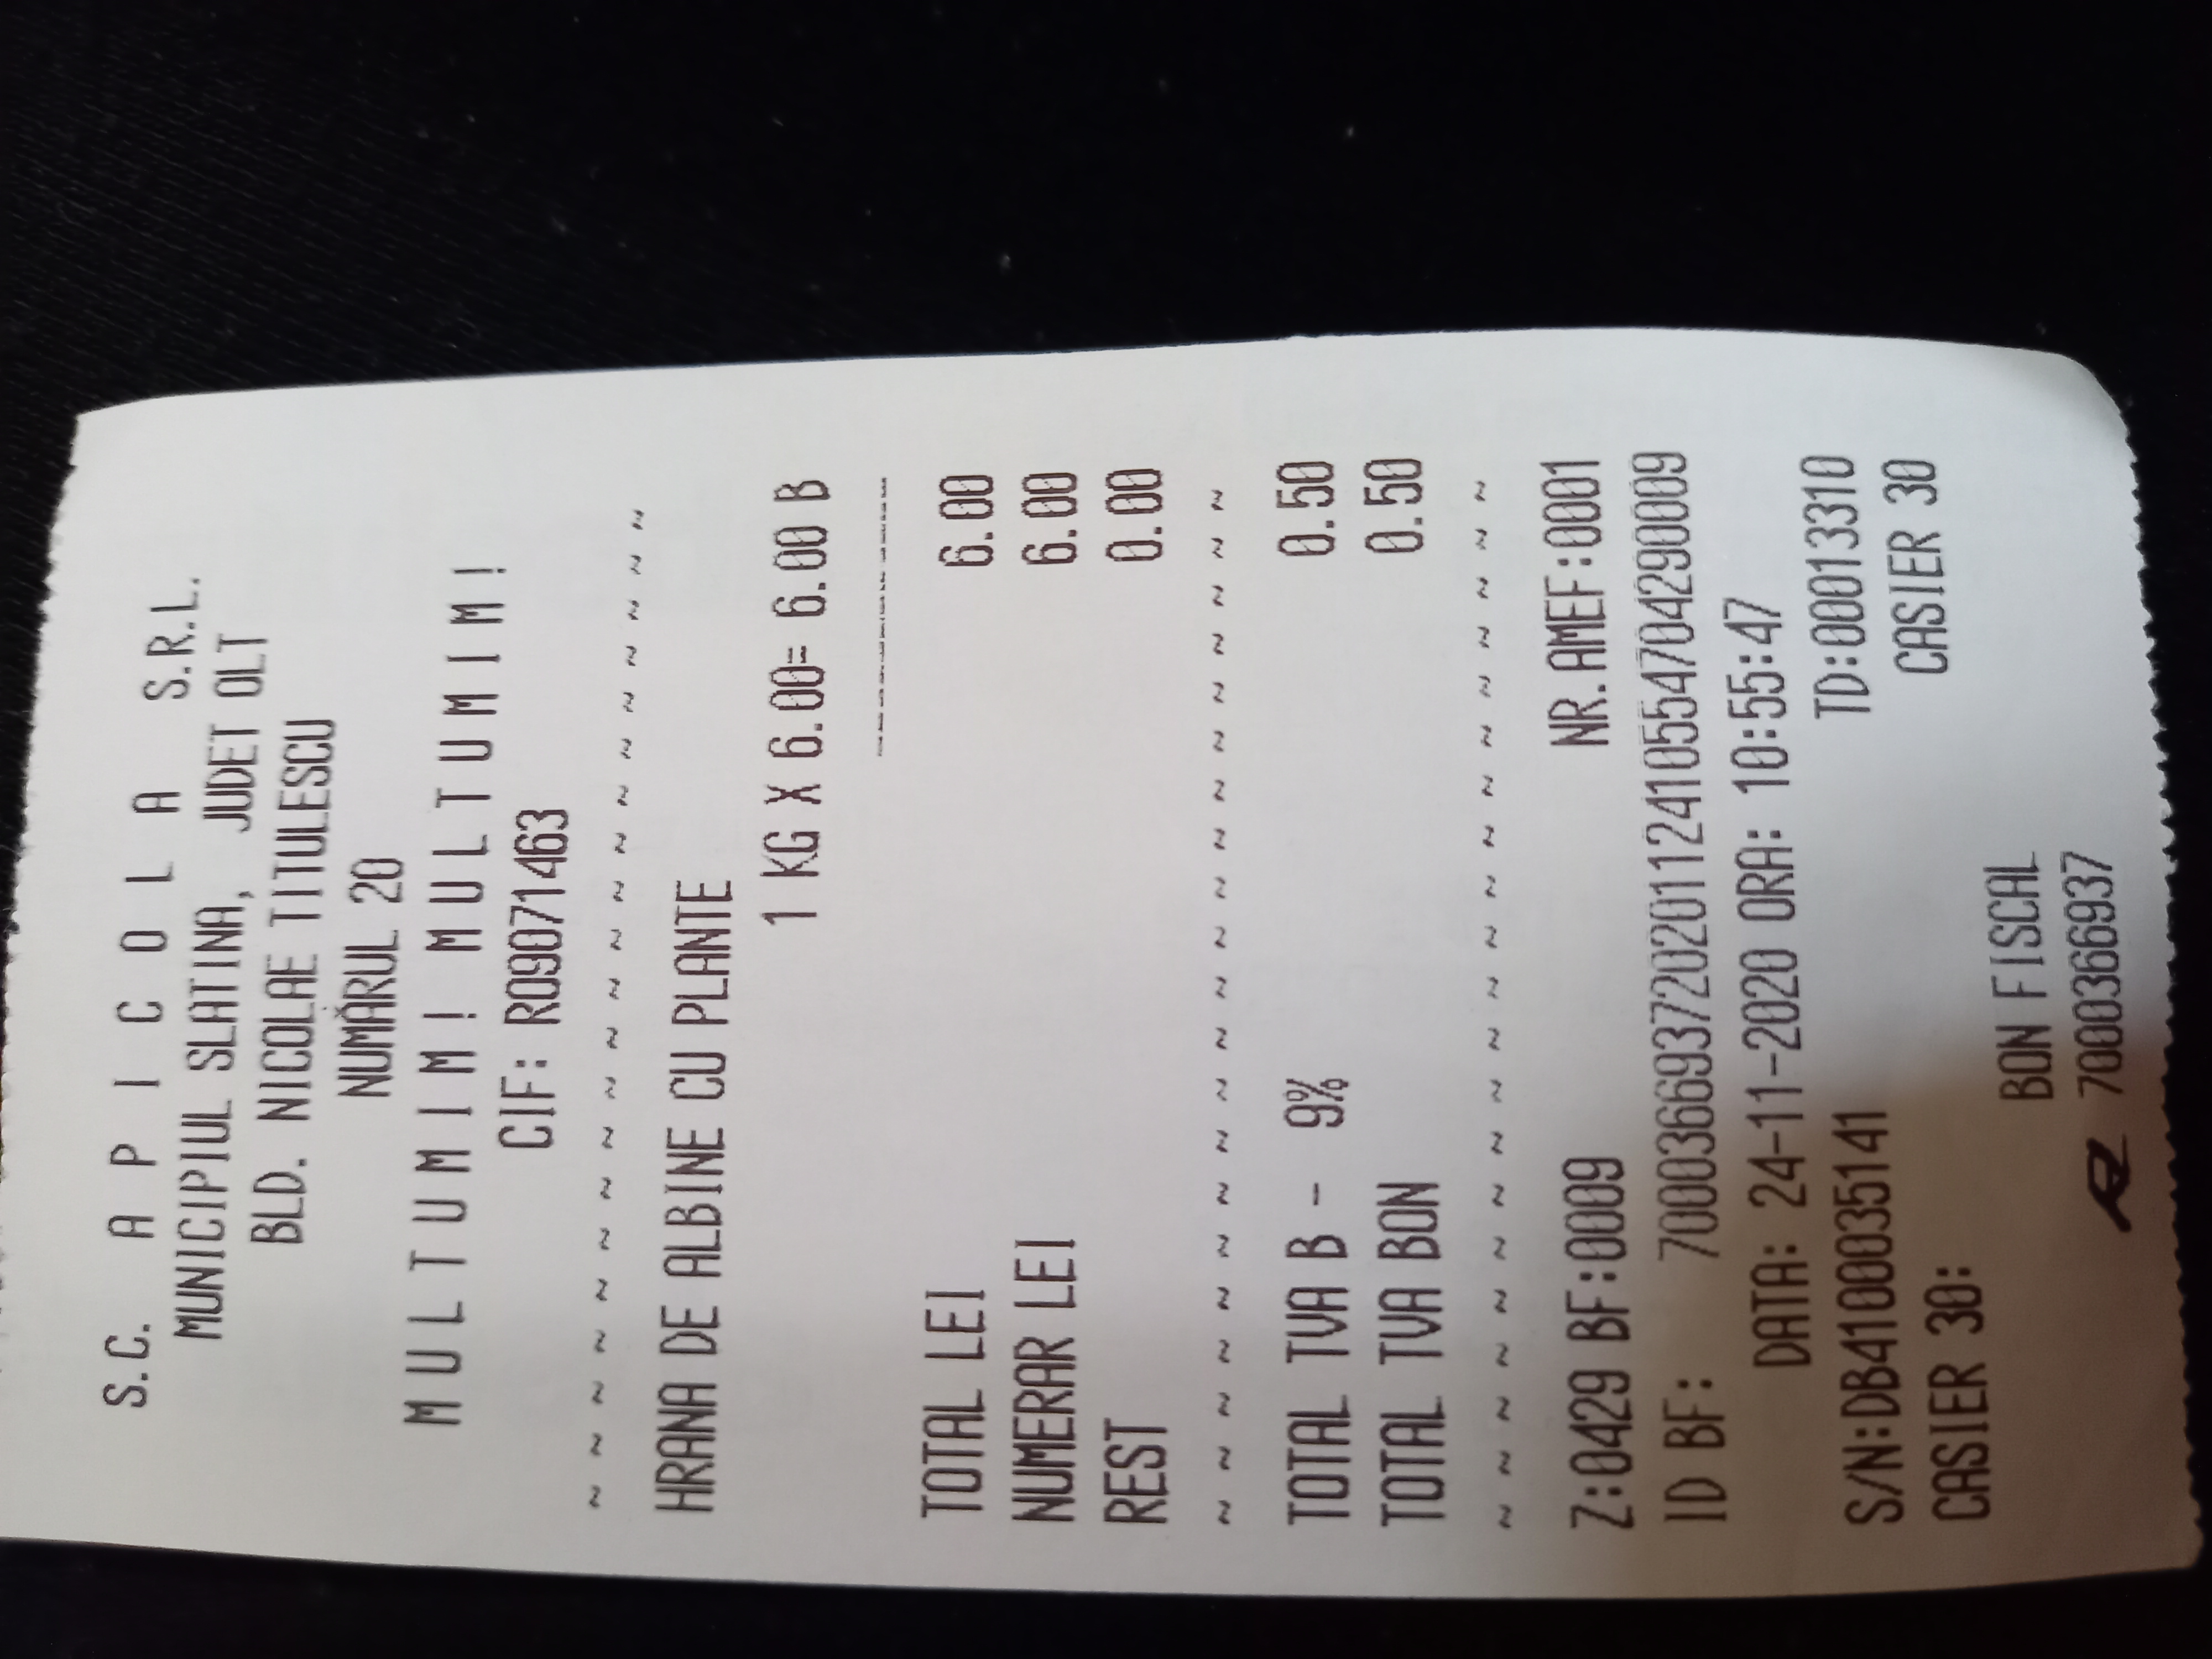 S.C. A P I C O L A S.R.L.
MUNICIPIUL SLATINA, JUDET OLT
BLD. NICOLAE TITULESCU
NUMĂRUL 20
M U L T U M I M ! M U L T U M I M !
CIF: RO9071463
~ ~ ~ ~ ~ ~ ~ ~ ~ ~ ~ ~ ~ ~ ~ ~ ~ ~ ~ ~
HRANA DE ALBINE CU PLANTE
1 KG X 6.00= 6.00 B
----------------
TOTAL LEI 6.00
NUMERAR LEI 6.00
REST 0.00
~ ~ ~ ~ ~ ~ ~ ~ ~ ~ ~ ~ ~ ~ ~ ~ ~ ~ ~ ~ ~
TOTAL TVA B - 9% 0.50
TOTAL TVA BON 0.50
~ ~ ~ ~ ~ ~ ~ ~ ~ ~ ~ ~ ~ ~ ~ ~ ~ ~ ~ ~ ~
Z:0429 BF:0009 NR.AMEF:0001
ID BF: 70003669372020112410554704290009
DATA: 24-11-2020 ORA: 10:55:47
S/N:DB4100035141 TD:00013310
CASIER 30: CASIER 30
BON FISCAL
7000366937